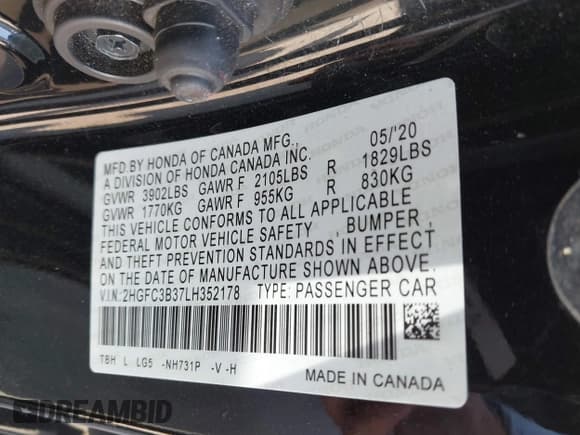 MFD.BY HONDA OF CANADA MFG., 05/'20
A DIVISION OF HONDA CANADA INC.
GVWR 3902LBS GAWR F 2105LBS R 1829LBS
GVWR 1770KG GAWR F 955KG R 830KG
THIS VEHICLE CONFORMS TO ALL APPLICABLE
FEDERAL MOTOR VEHICLE SAFETY , BUMPER ,
AND THEFT PREVENTION STANDARDS IN EFFECT
ON THE DATE OF MANUFACTURE SHOWN ABOVE.
V.I.N:2HGFC3B37LH352178 TYPE: PASSENGER CAR
TBH L LG5 -NH731P -V -H
MADE IN CANADA
DREAMBID